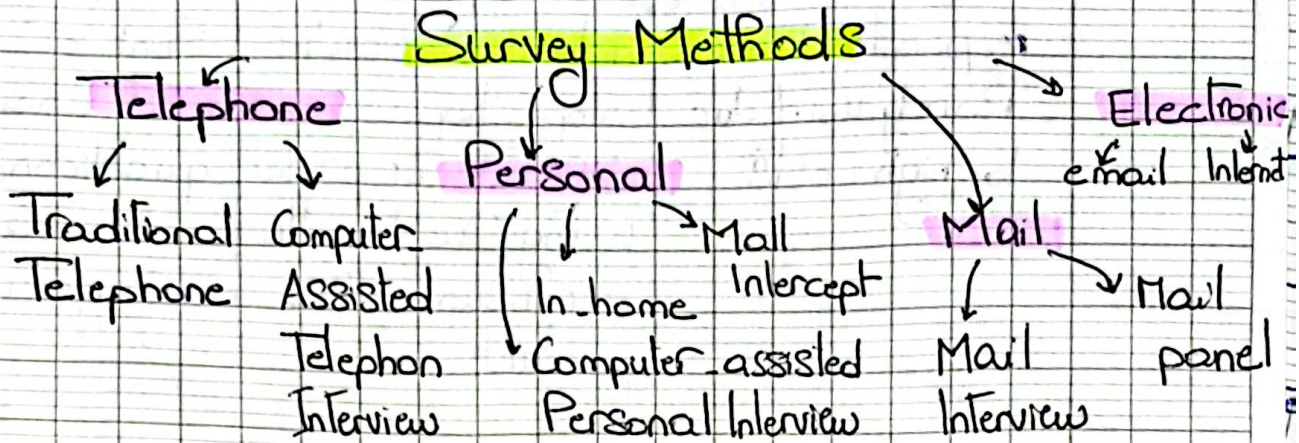 Survey Methods
Telephone
Electronic
email Internet
Personal
Traditional
Telephone
Computer_
Assisted
Telephon
Interview
Mall
Intercept
In_home
Computer_assisted
Personal Interview
Mail
Mail
Interview
Mail
panel